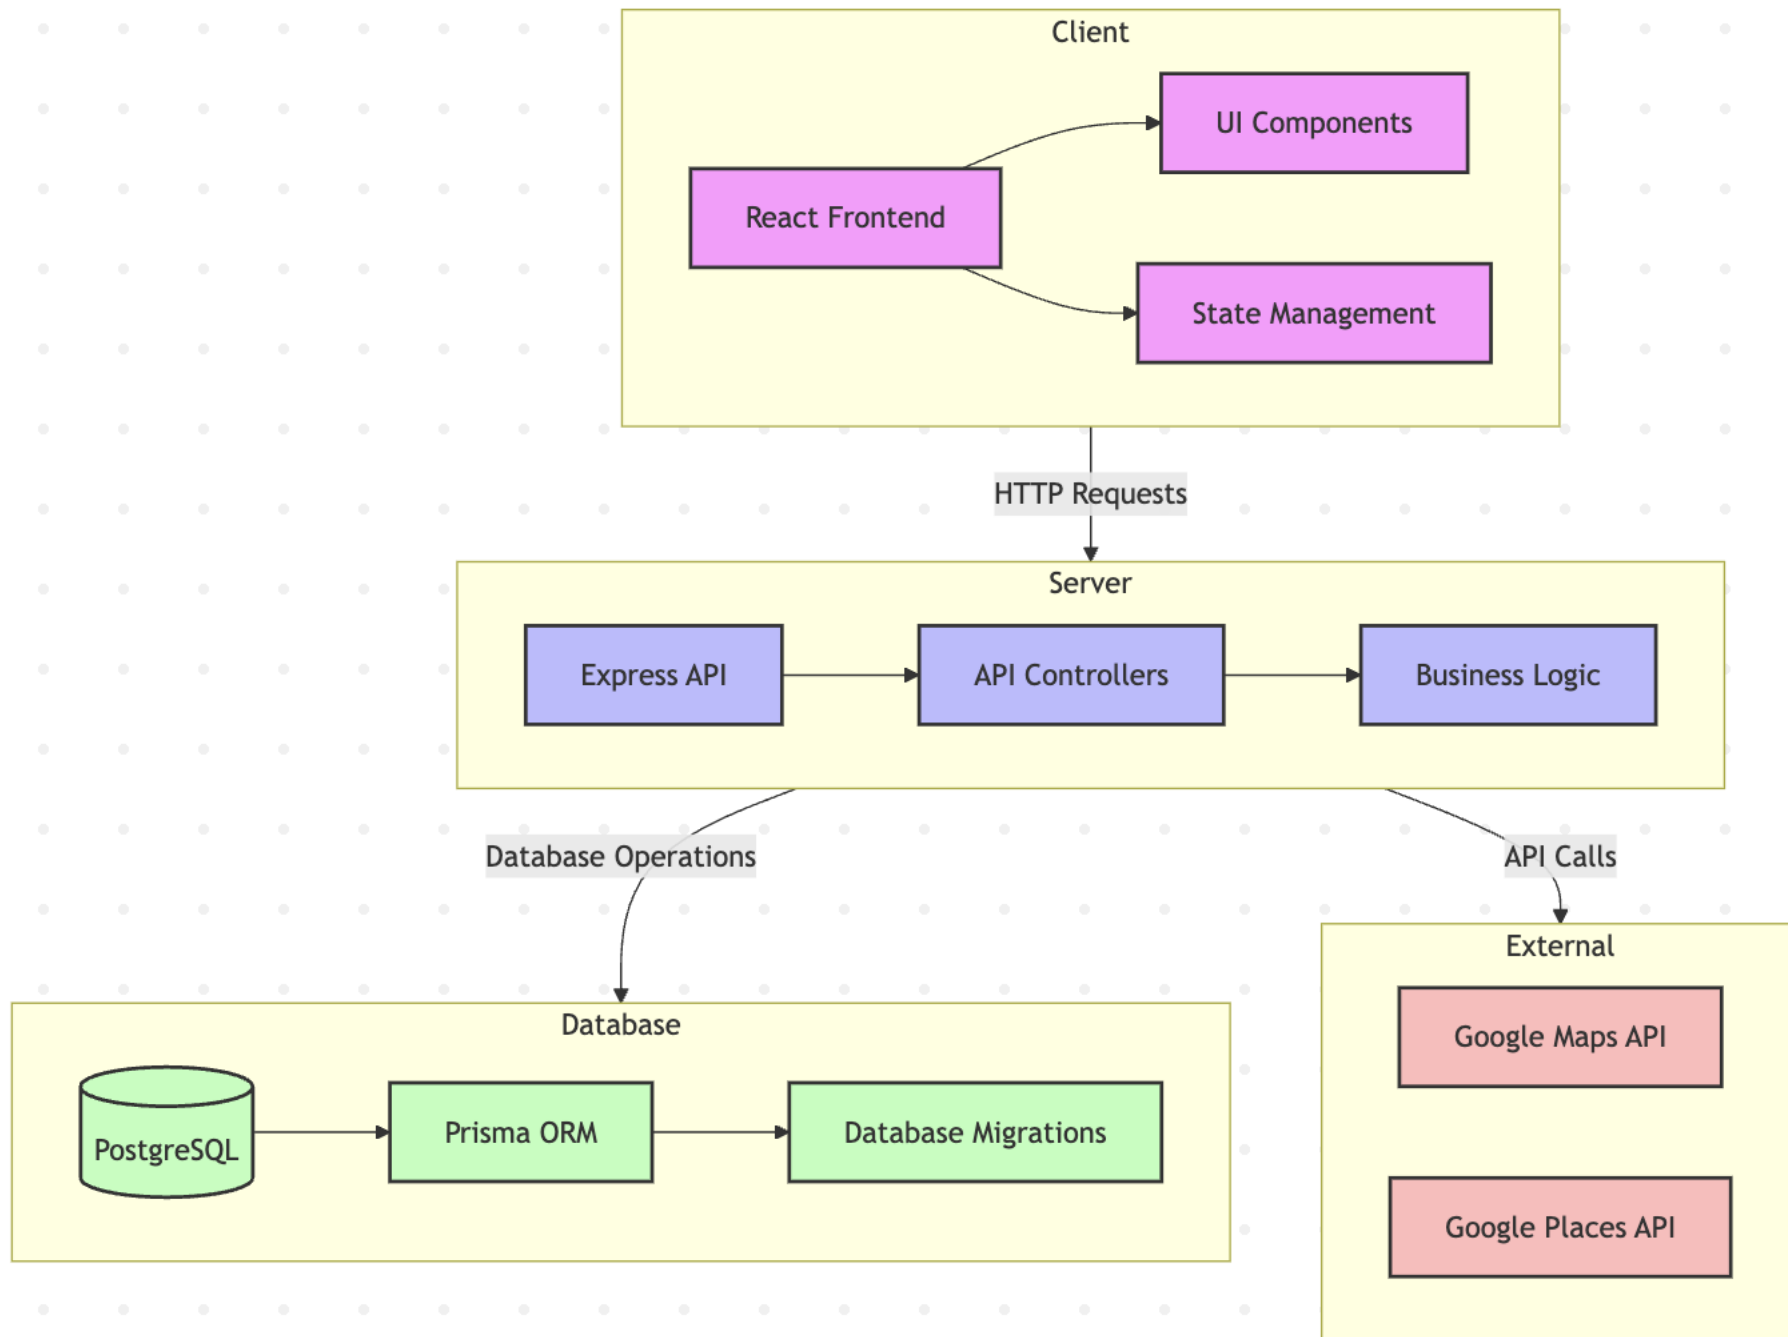 Client
UI Components
React Frontend
State Management
HTTP Requests
Server
Express API
API Controllers
Business Logic
Database Operations
API Calls
Database
PostgreSQL
Prisma ORM
Database Migrations
External
Google Maps API
Google Places API